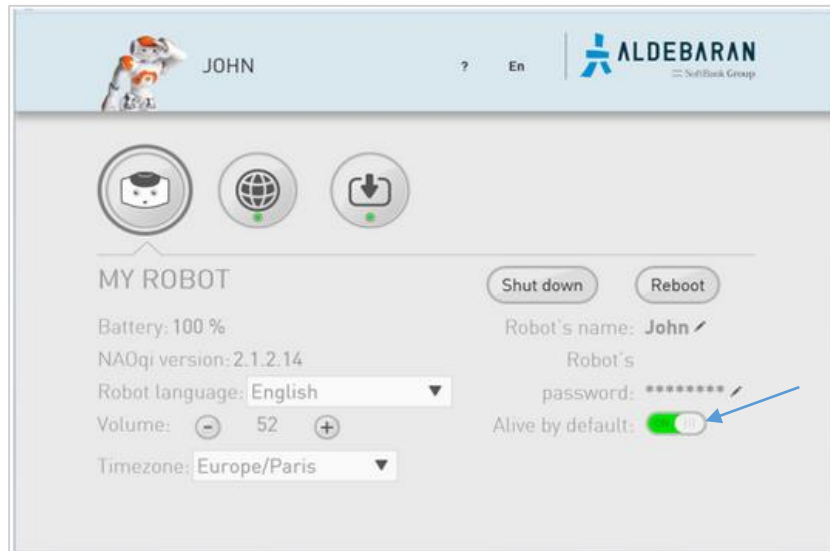 JOHN
? En
ALDEBARAN
SoftBank Group
MY ROBOT
Shut down Reboot
Battery: 100 %
Robot's name: John
NAOqi version: 2.1.2.14
Robot's
Robot language: English
password: ********
Volume: 52
Alive by default: ON
Timezone: Europe/Paris